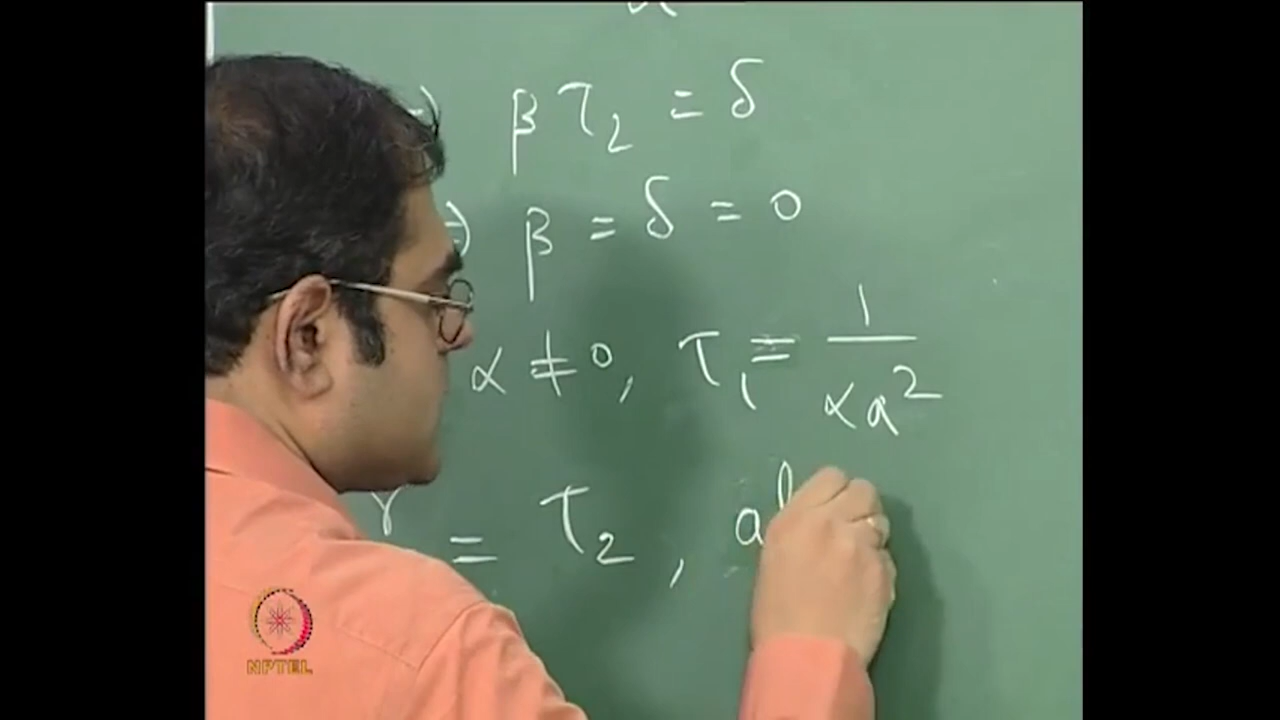 β τ₂ = δ
β = δ = 0
α ≠ 0, τ₁ = 1/αa²
γ = τ₂, a
NPTEL